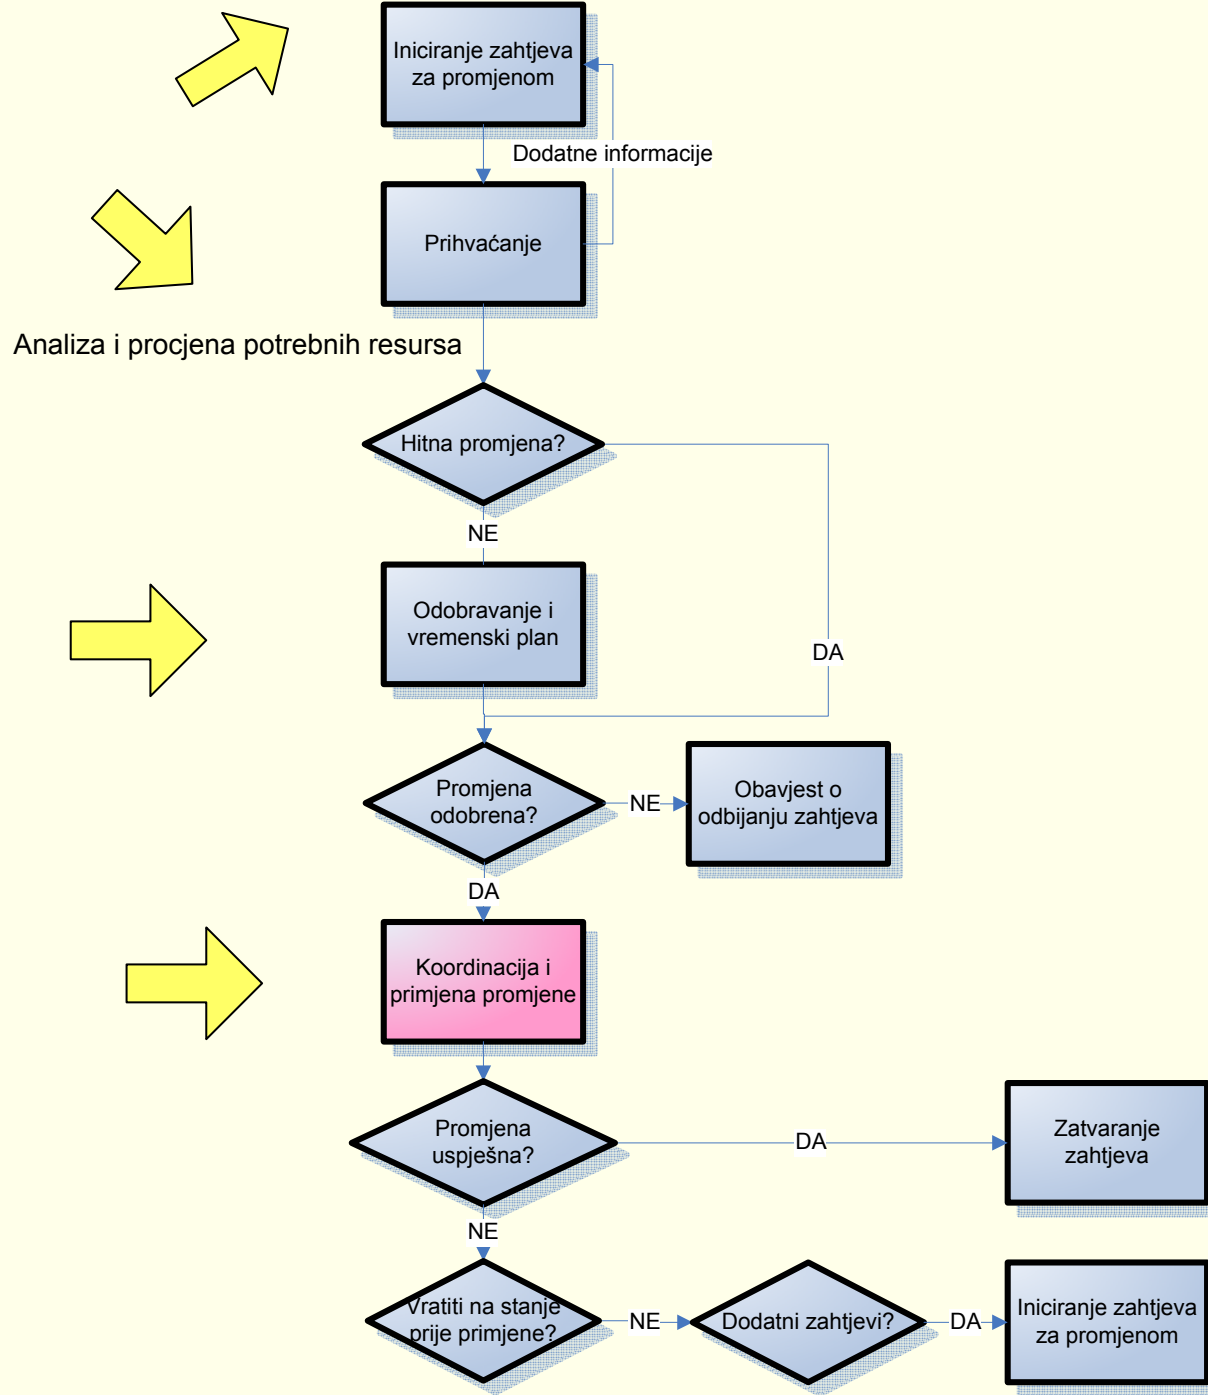 Iniciranje zahtjeva
za promjenom
Dodatne informacije
Prihvaćanje
Analiza i procjena potrebnih resursa
Hitna promjena?
NE
Odobravanje i
vremenski plan
DA
Promjena
odobrena?
NE
Obavjest o
odbijanju zahtjeva
DA
Koordinacija i
primjena promjene
Promjena
uspješna?
DA
Zatvaranje
zahtjeva
NE
Vratiti na stanje
prije primjene?
NE
Dodatni zahtjevi?
DA
Iniciranje zahtjeva
za promjenom